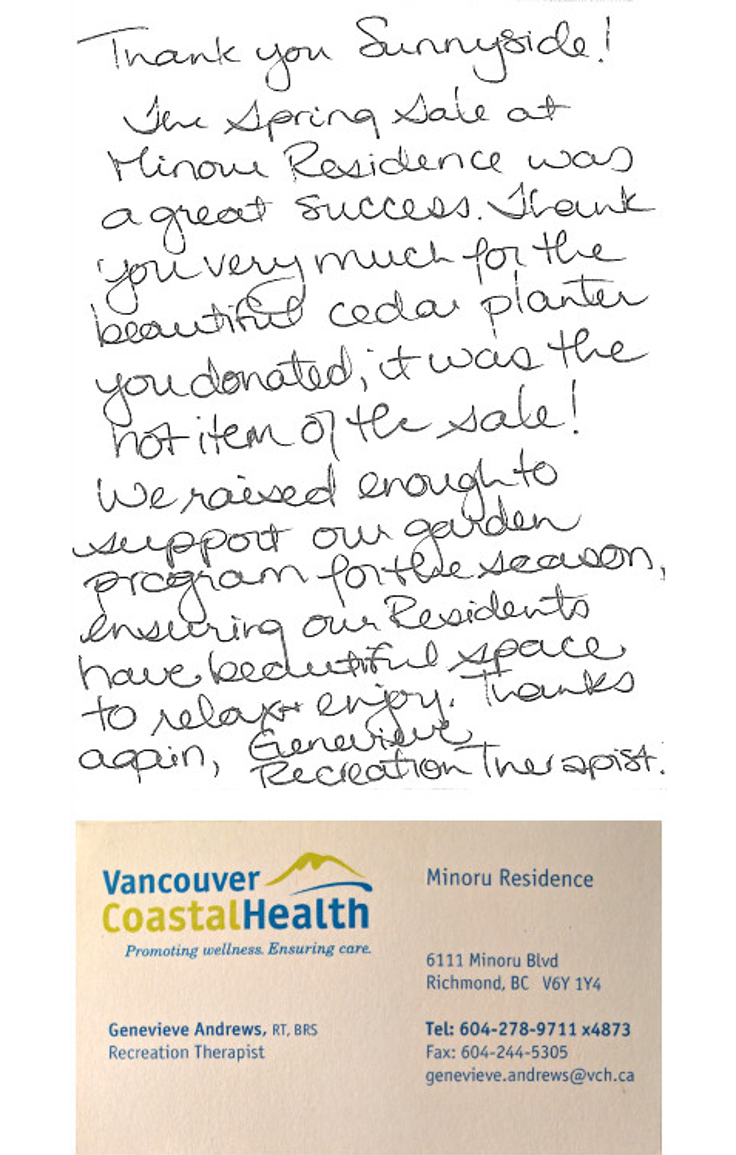 Thank you Sunnyside!
The Spring Sale at
Minoru Residence was
a great success. Thank
you very much for the
beautiful cedar planter
you donated; it was the
hot item of the sale!
We raised enough to
support our garden
program for the season,
ensuring our Residents
have beautiful space
to relax + enjoy. Thanks
again, Genevieve
Recreation Therapist.
Vancouver
CoastalHealth
Promoting wellness. Ensuring care.
Genevieve Andrews, RT, BRS
Recreation Therapist
Minoru Residence
6111 Minoru Blvd
Richmond, BC V6Y 1Y4
Tel: 604-278-9711 x4873
Fax: 604-244-5305
genevieve.andrews@vch.ca